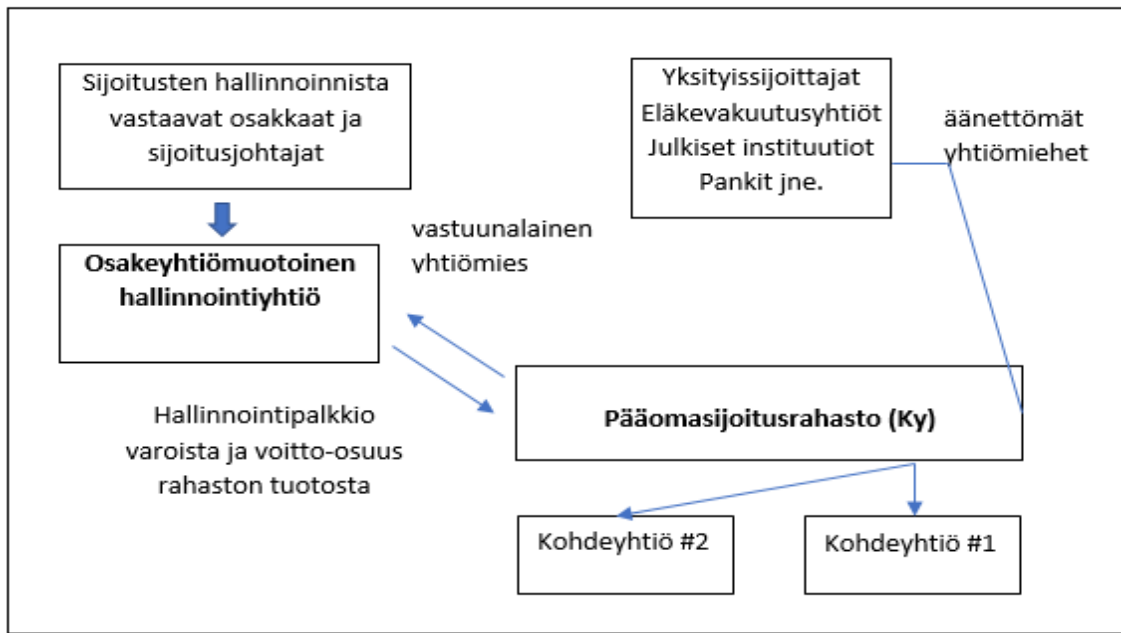 Sijoitusten hallinnoinnista
vastaavat osakkaat ja
sijoitusjohtajat
Yksityissijoittajat
Eläkevakuutusyhtiöt
Julkiset instituutiot
Pankit jne.
äänettömät
yhtiömiehet
vastuunalainen
yhtiömies
Osakeyhtiömuotoinen
hallinnointiyhtiö
Hallinnointipalkkio
varoista ja voitto-osuus
rahaston tuotosta
Pääomasijoitusrahasto (Ky)
Kohdeyhtiö #2
Kohdeyhtiö #1